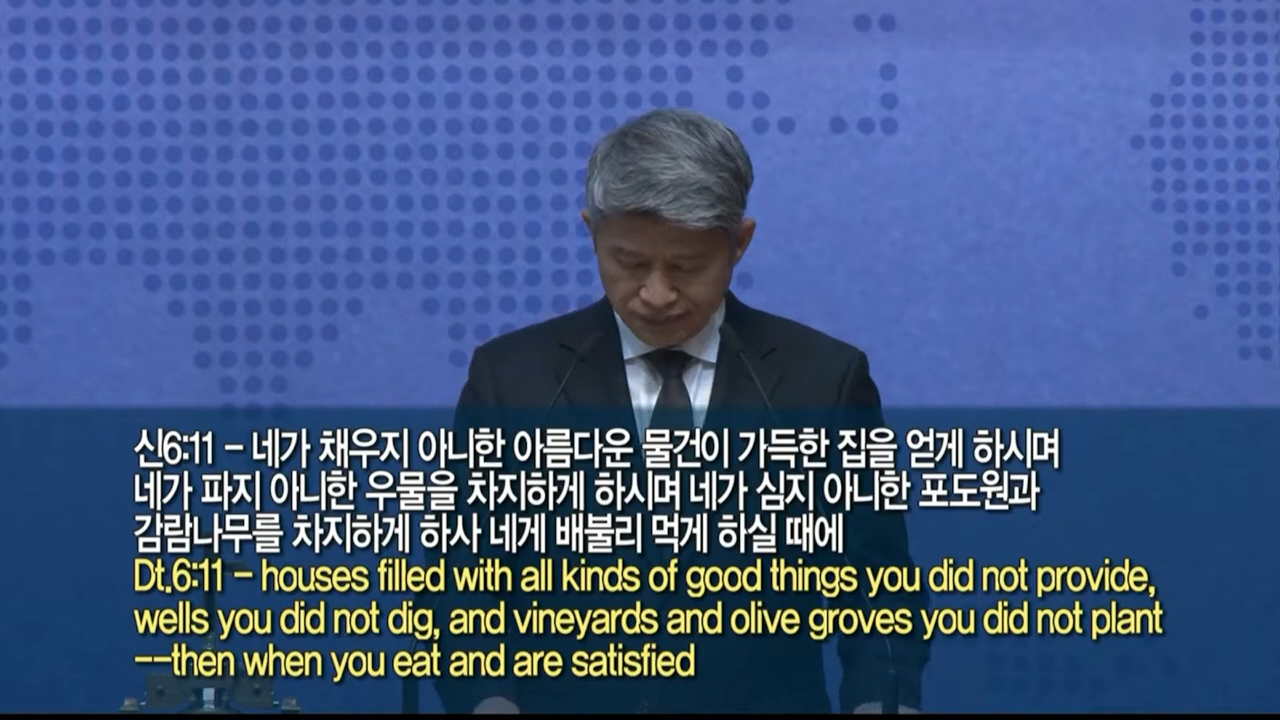 신6:11 - 네가 채우지 아니한 아름다운 물건이 가득한 집을 얻게 하시며
네가 파지 아니한 우물을 차지하게 하시며 네가 심지 아니한 포도원과
감람나무를 차지하게 하사 네게 배불리 먹게 하실 때에
Dt.6:11 - houses filled with all kinds of good things you did not provide,
wells you did not dig, and vineyards and olive groves you did not plant
--then when you eat and are satisfied